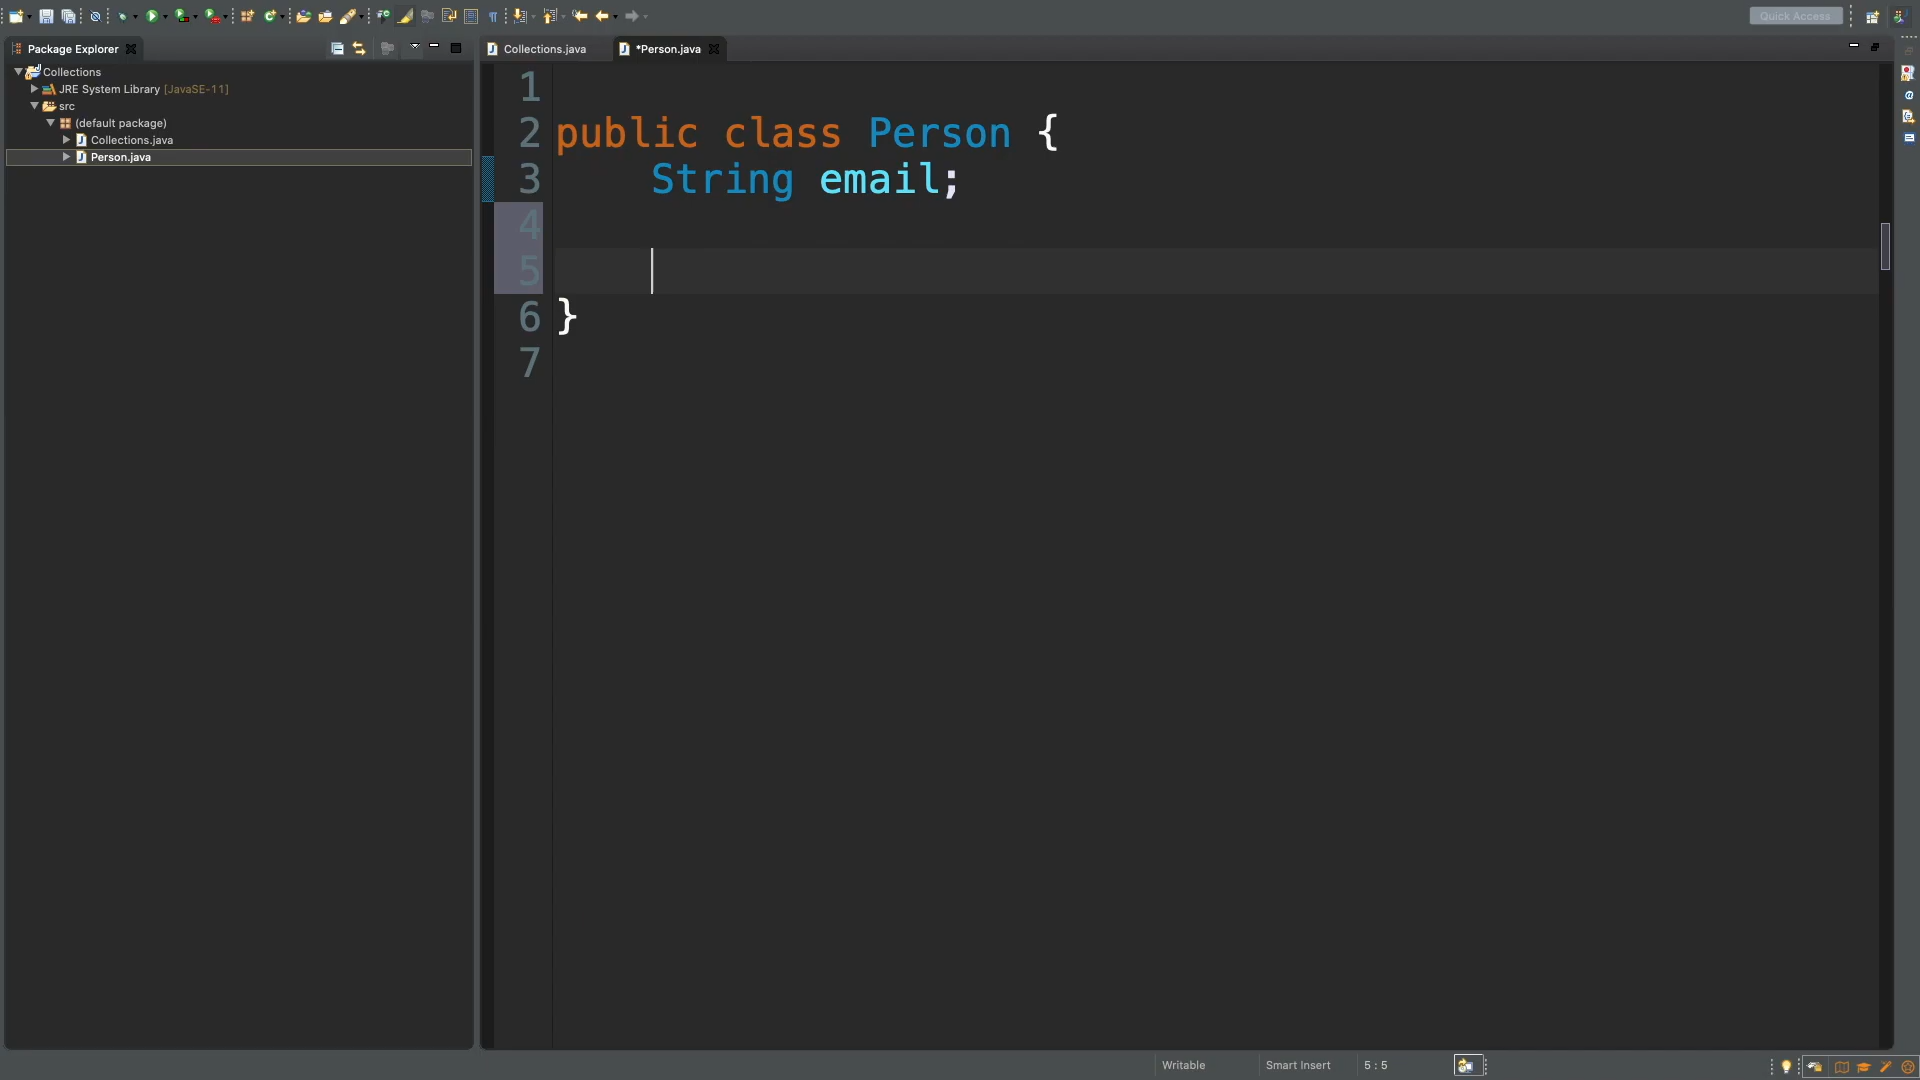 Quick Access
Package Explorer
Collections.java
*Person.java
Collections
JRE System Library [JavaSE-11]
src
(default package)
Collections.java
Person.java
1
2 public class Person {
3 String email;
4
5
6 }
7
Writable
Smart Insert
5 : 5